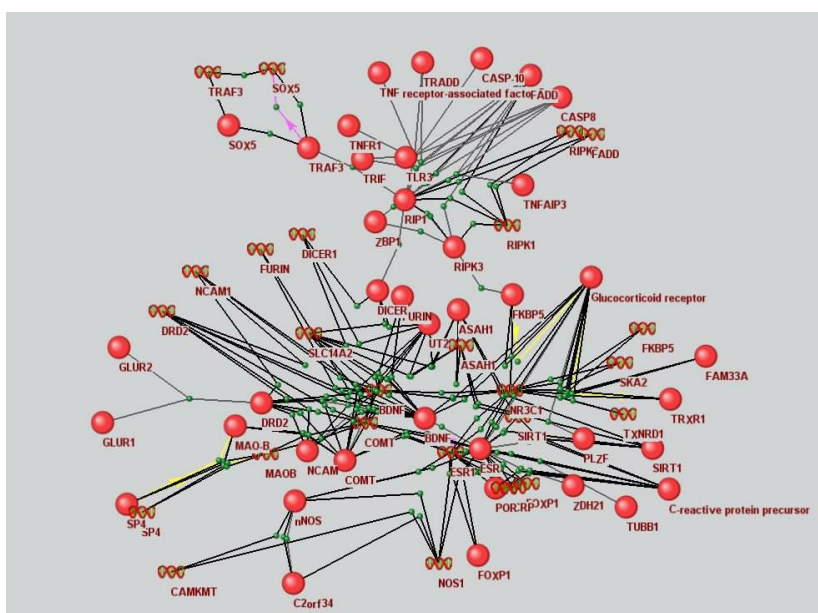 TRAF3
SOX5
SOX5
TRAF3
TNF receptor-associated facto
TRADD
CASP-10
FADD
CASP8
RIPK
FADD
TNFR1
TRIF
TLR3
RIP1
TNFAIP3
ZBP1
RIPK3
RIPK1
DICER1
FURIN
NCAM1
DRD2
DICER
URIN
UT2
SLC14A2
ASAH1
ASAH1
FKBP5
Glucocorticoid receptor
FKBP5
SKA2
FAM33A
TRXR1
TXNRD1
GLUR2
GLUR1
DRD2
BDNF
BDNF
NR3C1
SIRT1
PLZF
SIRT1
MAO-B
MAOB
NCAM
COMT
COMT
ESR1
ESR
POR
CRP
FOXP1
ZDH21
TUBB1
C-reactive protein precursor
SP4
SP4
nNOS
CAMKMT
C2orf34
NOS1
FOXP1